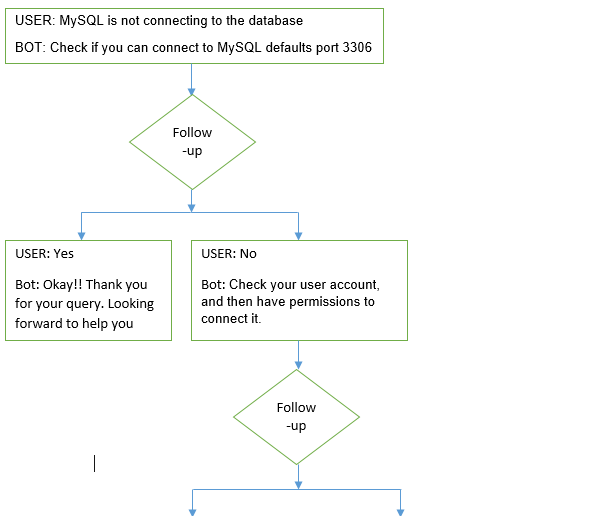 USER: MySQL is not connecting to the database
BOT: Check if you can connect to MySQL defaults port 3306
Follow
-up
USER: Yes
Bot: Okay!! Thank you
for your query. Looking
forward to help you
USER: No
Bot: Check your user account,
and then have permissions to
connect it.
Follow
-up